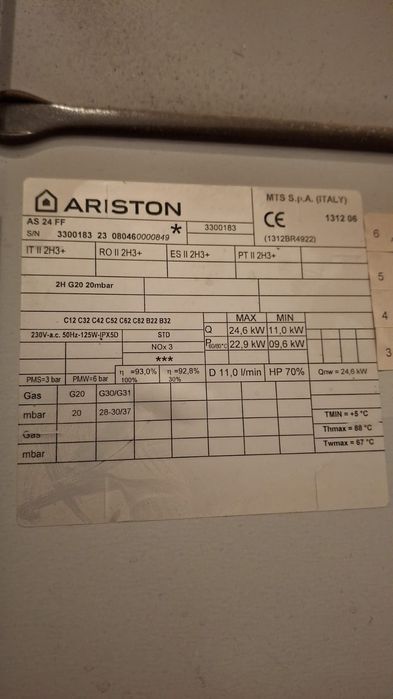 ARISTON
MTS S.p.A. (ITALY)
AS 24 FF
S/N 3300183 23 080460000849 *
3300183
CE 1312 06
(1312BR4922)
IT II 2H3+ RO II 2H3+ ES II 2H3+ PT II 2H3+
2H G20 20mbar
C12 C32 C42 C52 C62 C82 B22 B32
MAX MIN
230V-a.c. 50Hz-125W-IPX5D STD
Q 24,6 kW 11,0 kW
NOx 3
P60/80°C 22,9 kW 09,6 kW
***
PMS=3 bar PMW=6 bar η =93,0% 100% η =92,8% 30% D 11,0 l/min HP 70% Qnw = 24,6 kW
Gas G20 G30/G31
mbar 20 28-30/37
TMIN = +5 °C
Gas
Thmax = 88 °C
mbar
Twmax = 67 °C
6
5
4
3